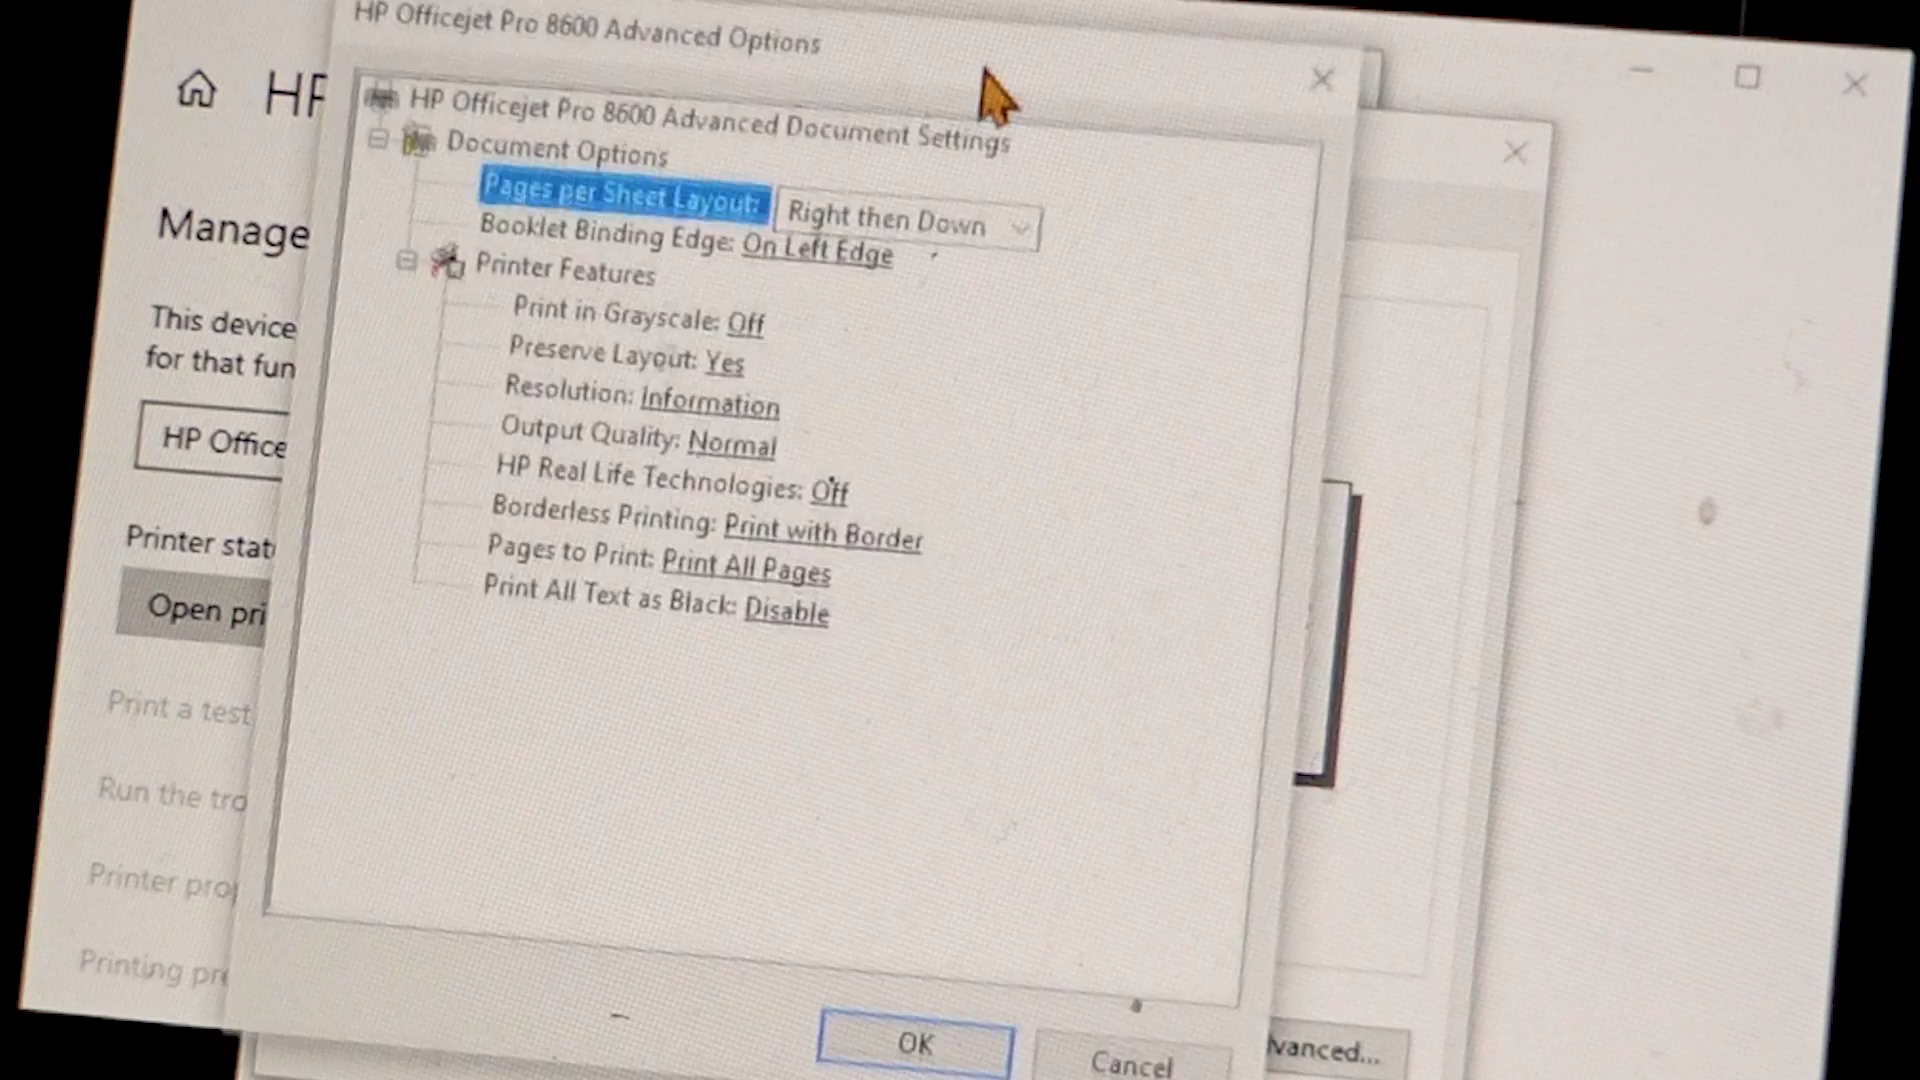 HP Officejet Pro 8600 Advanced Options
HP Officejet Pro 8600 Advanced Document Settings
Document Options
Pages per Sheet Layout: Right then Down
Booklet Binding Edge: On Left Edge
Printer Features
Print in Grayscale: Off
Preserve Layout: Yes
Resolution: Information
Output Quality: Normal
HP Real Life Technologies: Off
Borderless Printing: Print with Border
Pages to Print: Print All Pages
Print All Text as Black: Disable
OK
Cancel
HP
Manage
This device
for that fun
HP Office
Printer stat
Open pri
Print a test
Run the tro
Printer pro
Printing pr
vanced...